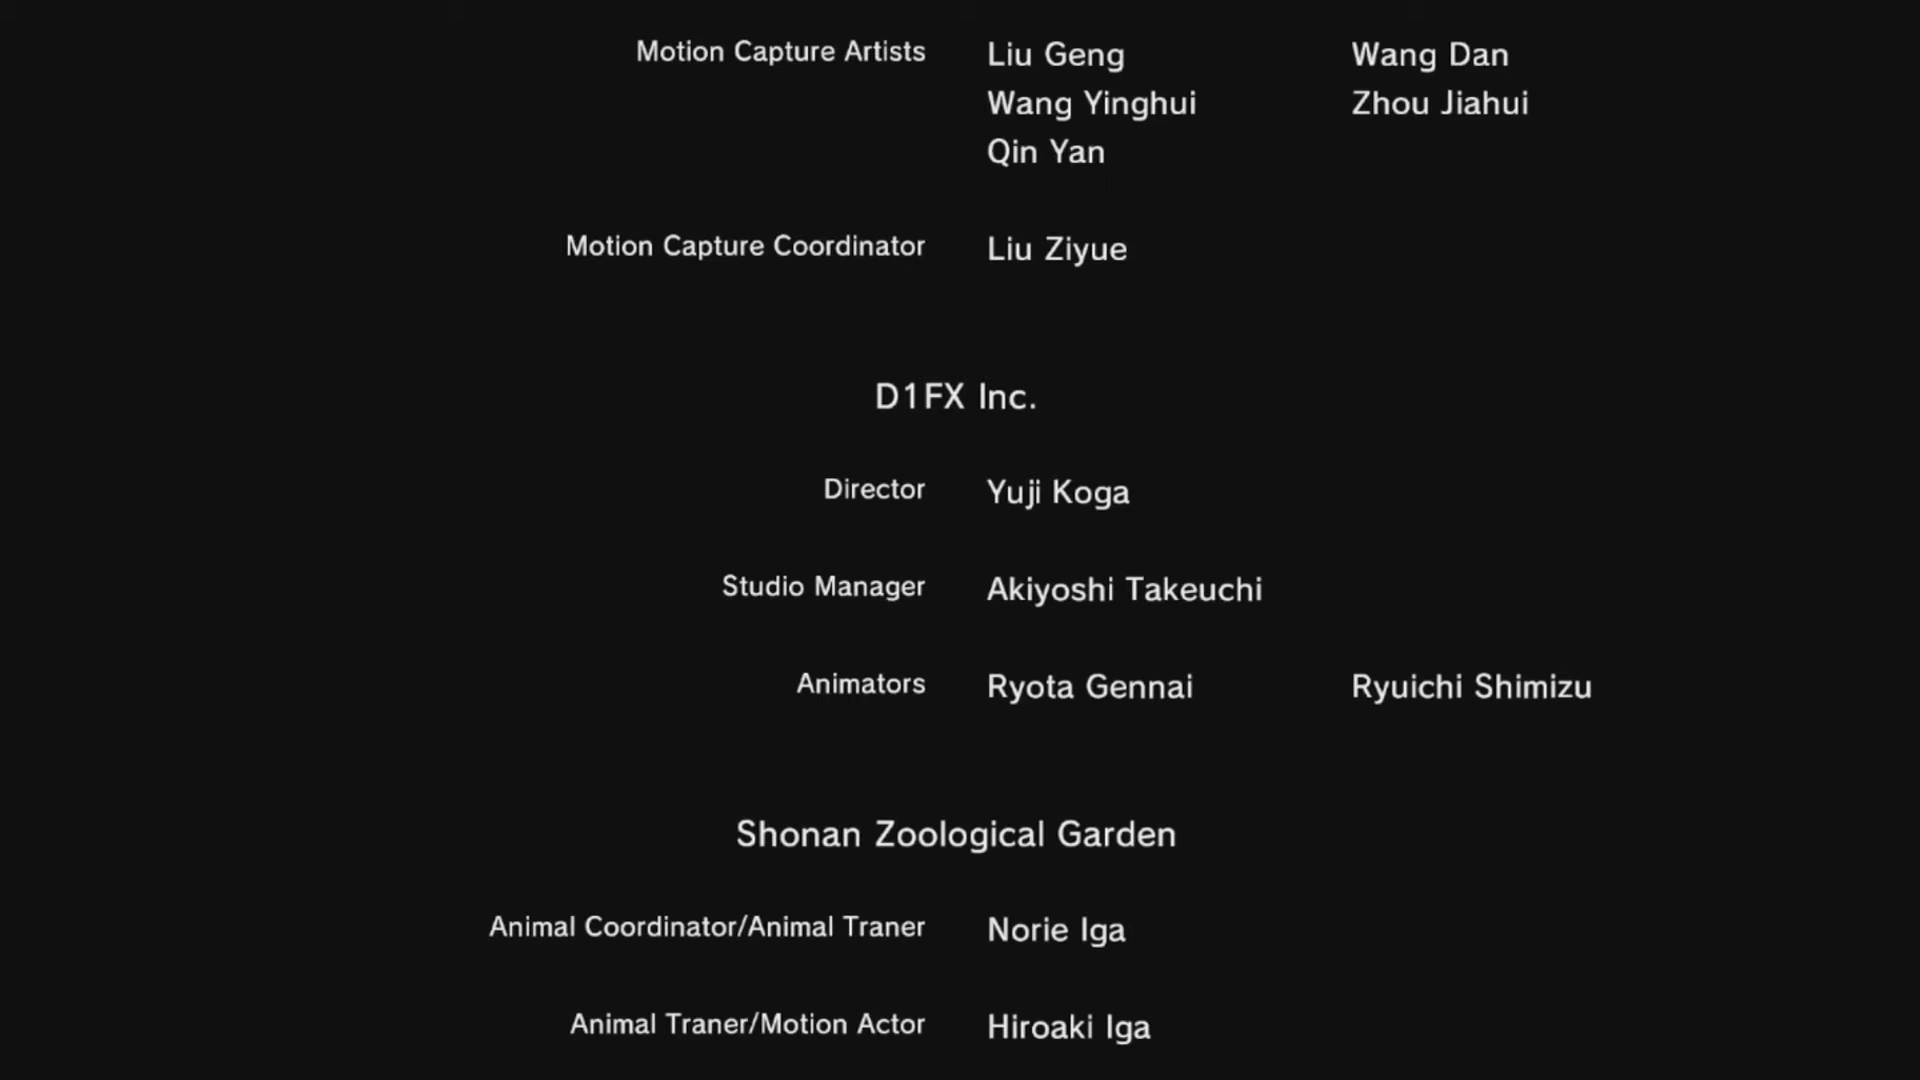 Motion Capture Artists Liu Geng Wang Dan
Wang Yinghui Zhou Jiahui
Qin Yan
Motion Capture Coordinator Liu Ziyue
D1FX Inc.
Director Yuji Koga
Studio Manager Akiyoshi Takeuchi
Animators Ryota Gennai Ryuichi Shimizu
Shonan Zoological Garden
Animal Coordinator/Animal Traner Norie Iga
Animal Traner/Motion Actor Hiroaki Iga